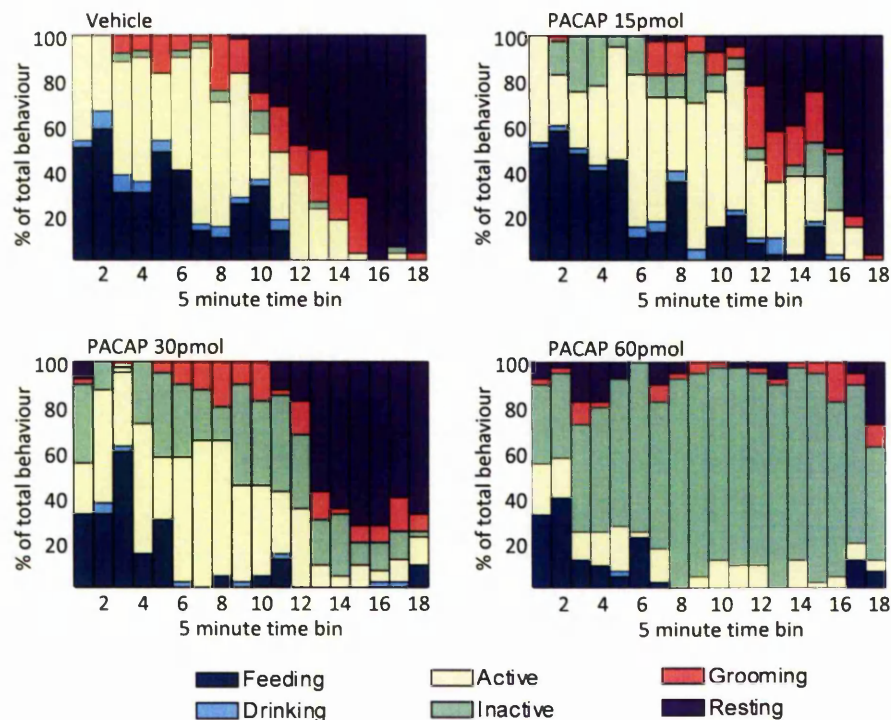 Vehicle
PACAP 15pmol
% of total behaviour
100
80
60
40
20
2 4 6 8 10 12 14 16 18
5 minute time bin
% of total behaviour
100
80
60
40
20
2 4 6 8 10 12 14 16 18
5 minute time bin
PACAP 30pmol
PACAP 60pmol
% of total behaviour
100
80
60
40
20
2 4 6 8 10 12 14 16 18
5 minute time bin
% of total behaviour
100
80
60
40
20
2 4 6 8 10 12 14 16 18
5 minute time bin
Feeding Active Grooming
Drinking Inactive Resting